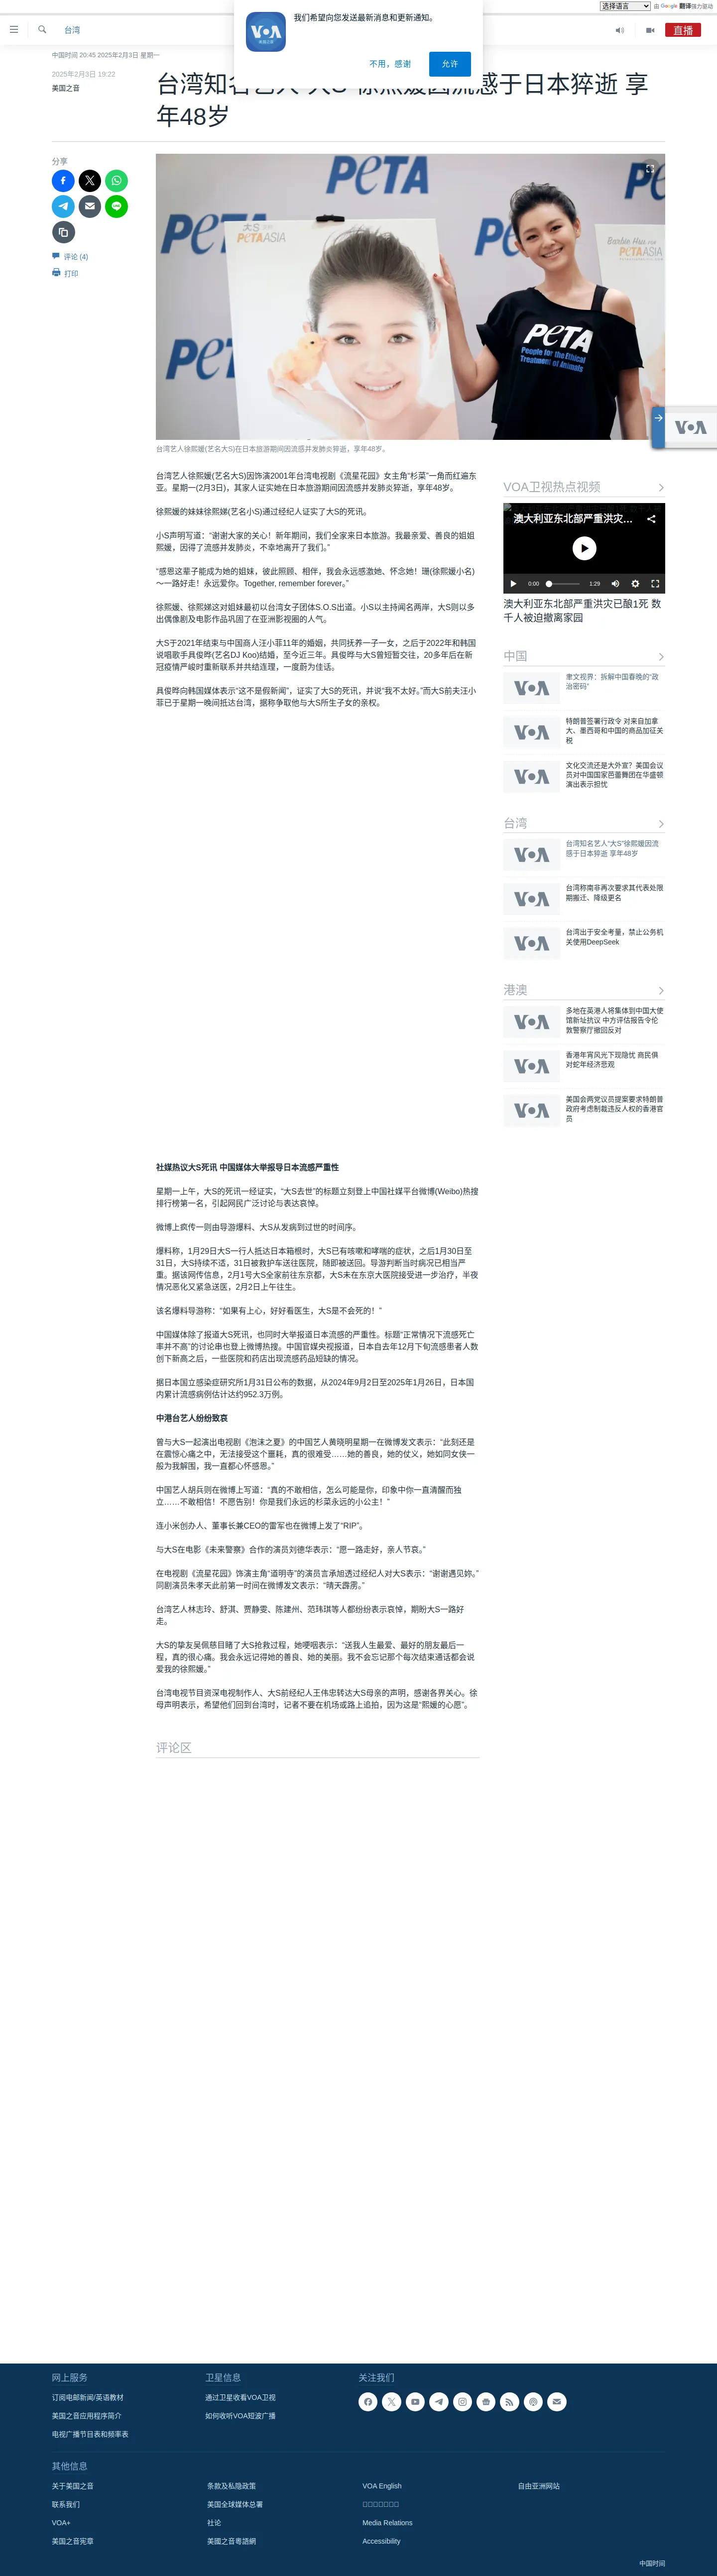 选择语言 由 Google 翻译强力驱动
我们希望向您发送最新消息和更新通知。
不用，感谢
允许
VOA
台湾
直播
中国时间 20:45 2025年2月3日 星期一
2025年2月3日 19:22
美国之音
台湾知名艺人“大S”徐熙媛因流感于日本猝逝 享
年48岁
分享
评论 (4)
打印
PETA
大S
PETAASIA
Barbie Hsu for
PETAASIA
PETA
People for the Ethical
Treatment of Animals
台湾艺人徐熙媛(艺名大S)在日本旅游期间因流感并发肺炎猝逝，享年48岁。
VOA
台湾艺人徐熙媛(艺名大S)因饰演2001年台湾电视剧《流星花园》女主角“杉菜”一角而红遍东
亚。星期一(2月3日)，其家人证实她在日本旅游期间因流感并发肺炎猝逝，享年48岁。
徐熙媛的妹妹徐熙娣(艺名小S)通过经纪人证实了大S的死讯。
小S声明写道：“谢谢大家的关心！新年期间，我们全家来日本旅游。我最亲爱、善良的姐姐
熙媛，因得了流感并发肺炎，不幸地离开了我们。”
“感恩这辈子能成为她的姐妹，彼此照顾、相伴，我会永远感激她、怀念她！珊(徐熙媛小名)
～一路好走！永远爱你。Together, remember forever。”
徐熙媛、徐熙娣这对姐妹最初以台湾女子团体S.O.S出道。小S以主持闻名两岸，大S则以多
出偶像剧及电影作品巩固了在亚洲影视圈的人气。
大S于2021年结束与中国商人汪小菲11年的婚姻，共同抚养一子一女，之后于2022年和韩国
说唱歌手具俊晔(艺名DJ Koo)结婚，至今近三年。具俊晔与大S曾短暂交往，20多年后在新
冠疫情严峻时重新联系并共结连理，一度蔚为佳话。
具俊晔向韩国媒体表示“这不是假新闻”，证实了大S的死讯，并说“我不太好。”而大S前夫汪小
菲已于星期一晚间抵达台湾，据称争取他与大S所生子女的亲权。
VOA卫视热点视频
澳大利亚东北部严重洪灾…
0:00
1:29
澳大利亚东北部严重洪灾已酿1死 数
千人被迫撤离家园
中国
聿文视界：拆解中国春晚的“政
治密码”
特朗普签署行政令 对来自加拿
大、墨西哥和中国的商品加征关
税
文化交流还是大外宣？美国会议
员对中国国家芭蕾舞团在华盛顿
演出表示担忧
台湾
台湾知名艺人“大S”徐熙媛因流
感于日本猝逝 享年48岁
台湾称南非再次要求其代表处限
期搬迁、降级更名
台湾出于安全考量，禁止公务机
关使用DeepSeek
港澳
多地在英港人将集体到中国大使
馆新址抗议 中方评估报告令伦
敦警察厅撤回反对
香港年宵风光下现隐忧 商民俱
对蛇年经济悲观
美国会两党议员提案要求特朗普
政府考虑制裁违反人权的香港官
员
社媒热议大S死讯 中国媒体大举报导日本流感严重性
星期一上午，大S的死讯一经证实，“大S去世”的标题立刻登上中国社媒平台微博(Weibo)热搜
排行榜第一名，引起网民广泛讨论与表达哀悼。
微博上疯传一则由导游爆料、大S从发病到过世的时间序。
爆料称，1月29日大S一行人抵达日本箱根时，大S已有咳嗽和哮喘的症状，之后1月30日至
31日，大S持续不适，31日被救护车送往医院，随即被送回。导游判断当时病况已相当严
重。据该网传信息，2月1号大S全家前往东京都，大S未在东京大医院接受进一步治疗，半夜
情况恶化又紧急送医，2月2日上午往生。
该名爆料导游称：“如果有上心，好好看医生，大S是不会死的！”
中国媒体除了报道大S死讯，也同时大举报道日本流感的严重性。标题“正常情况下流感死亡
率并不高”的讨论串也登上微博热搜。中国官媒央视报道，日本自去年12月下旬流感患者人数
创下新高之后，一些医院和药店出现流感药品短缺的情况。
据日本国立感染症研究所1月31日公布的数据，从2024年9月2日至2025年1月26日，日本国
内累计流感病例估计达约952.3万例。
中港台艺人纷纷致哀
曾与大S一起演出电视剧《泡沫之夏》的中国艺人黄晓明星期一在微博发文表示：“此刻还是
在震惊心痛之中，无法接受这个噩耗，真的很难受……她的善良，她的仗义，她如同女侠一
般为我解围，我一直都心怀感恩。”
中国艺人胡兵则在微博上写道：“真的不敢相信，怎么可能是你，印象中你一直清醒而独
立……不敢相信！不愿告别！你是我们永远的杉菜永远的小公主！”
连小米创办人、董事长兼CEO的雷军也在微博上发了“RIP”。
与大S在电影《未来警察》合作的演员刘德华表示：“愿一路走好，亲人节哀。”
在电视剧《流星花园》饰演主角“道明寺”的演员言承旭透过经纪人对大S表示：“谢谢遇见妳。”
同剧演员朱孝天此前第一时间在微博发文表示：“晴天霹雳。”
台湾艺人林志玲、舒淇、贾静雯、陈建州、范玮琪等人都纷纷表示哀悼，期盼大S一路好
走。
大S的挚友吴佩慈目睹了大S抢救过程，她哽咽表示：“送我人生最爱、最好的朋友最后一
程，真的很心痛。我会永远记得她的善良、她的美丽。我不会忘记那个每次结束通话都会说
爱我的徐熙媛。”
台湾电视节目资深电视制作人、大S前经纪人王伟忠转达大S母亲的声明，感谢各界关心。徐
母声明表示，希望他们回到台湾时，记者不要在机场或路上追拍，因为这是“熙媛的心愿”。
评论区
网上服务
订阅电邮新闻/英语教材
美国之音应用程序简介
电视广播节目表和频率表
卫星信息
通过卫星收看VOA卫视
如何收听VOA短波广播
关注我们
其他信息
关于美国之音
联系我们
VOA+
美国之音宪章
条款及私隐政策
美国全球媒体总署
社论
美國之音粵語網
VOA English
Media Relations
Accessibility
自由亚洲网站
中国时间